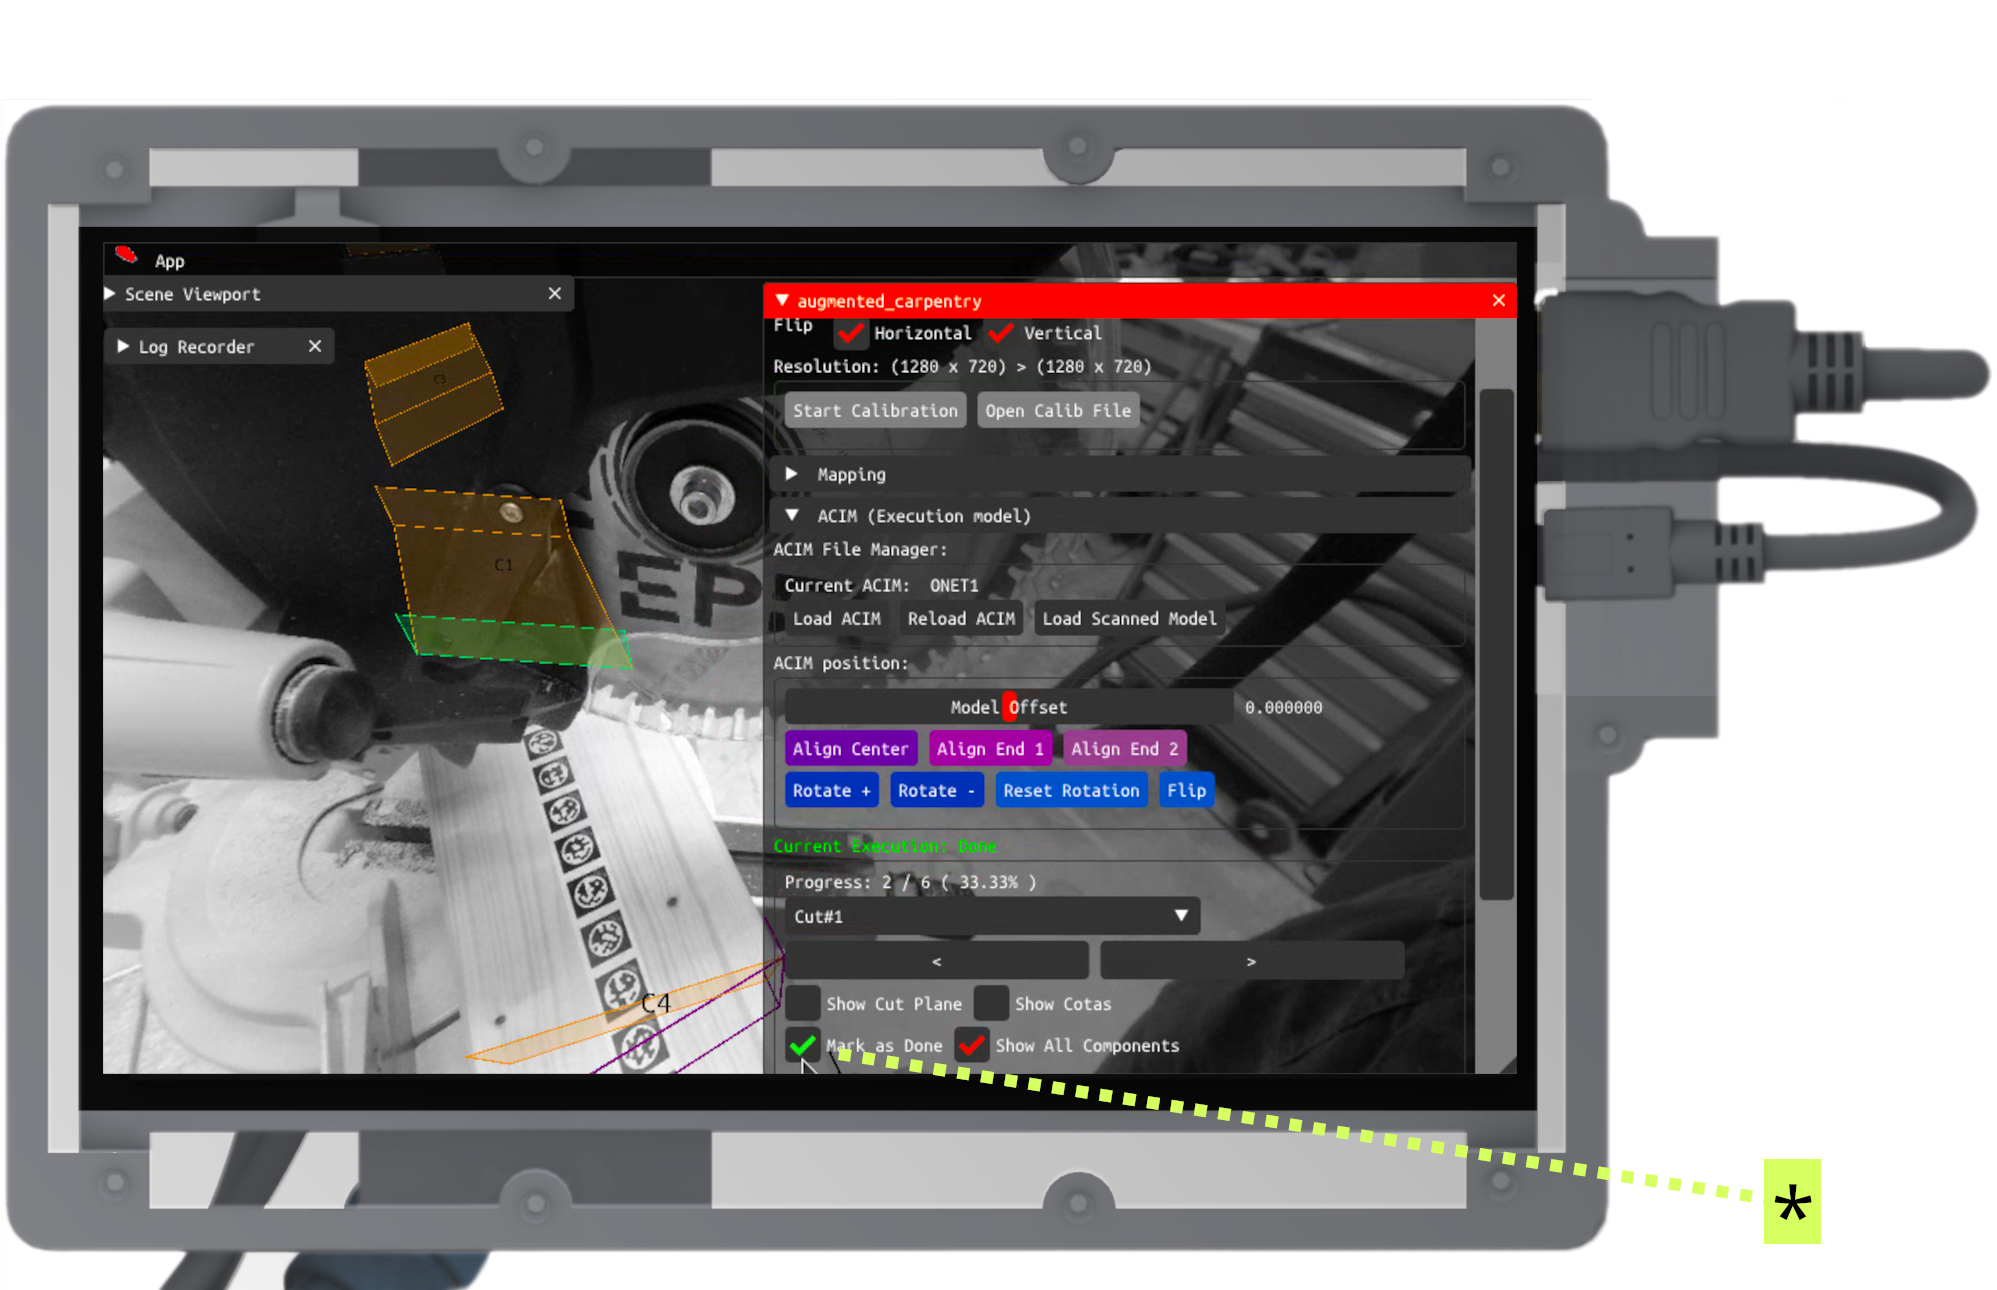 App
Scene Viewport
Log Recorder
augmented_carpentry
Flip Horizontal Vertical
Resolution: (1280 x 720) > (1280 x 720)
Start Calibration Open Calib File
Mapping
ACIM (Execution model)
ACIM File Manager:
Current ACIM: ONET1
Load ACIM Reload ACIM Load Scanned Model
ACIM position:
Model Offset 0.000000
Align Center Align End 1 Align End 2
Rotate + Rotate - Reset Rotation Flip
Current Execution: Done
Progress: 2 / 6 ( 33.33% )
Cut#1
< >
Show Cut Plane Show Cotas
Mark as Done Show All Components
C3
C1
EP
C4
*